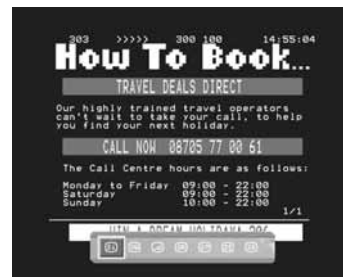 303 >>>>> 300 100 14:55:04
How To Book...
TRAVEL DEALS DIRECT
Our highly trained travel operators
can't wait to take your call, to help
you find your next holiday.
CALL NOW 08705 77 00 61
The Call Centre hours are as follows:
Monday to Friday 09:00 - 22:00
Saturday 09:00 - 22:00
Sunday 10:00 - 22:00
1/1
WIN A DREAM HOLIDAY